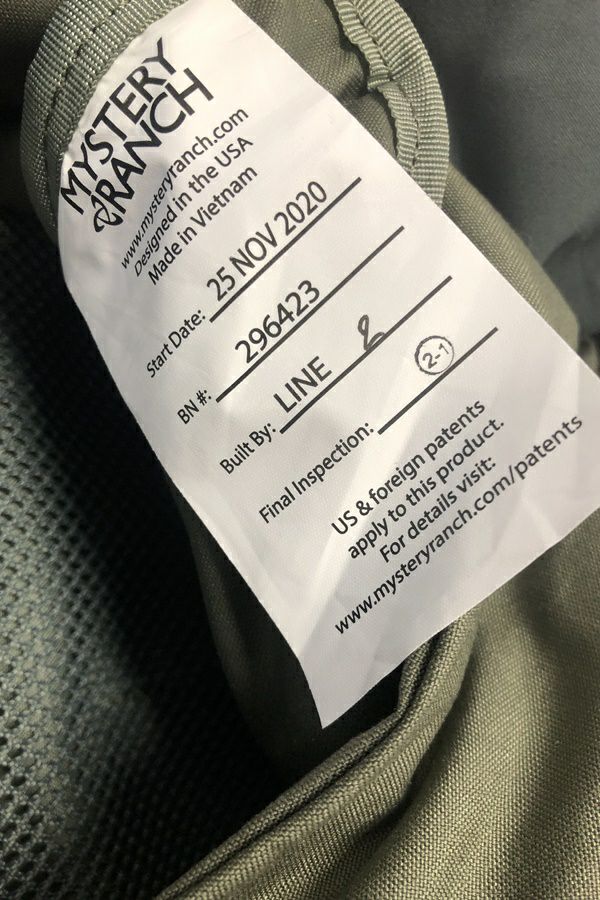 MYSTERY
RANCH
www.mysteryranch.com
Designed in the USA
Made in Vietnam
Start Date: 25 NOV 2020
BN #: 296423
Built By: LINE 8
Final Inspection: 2-1
US & foreign patents
apply to this product.
For details visit:
www.mysteryranch.com/patents